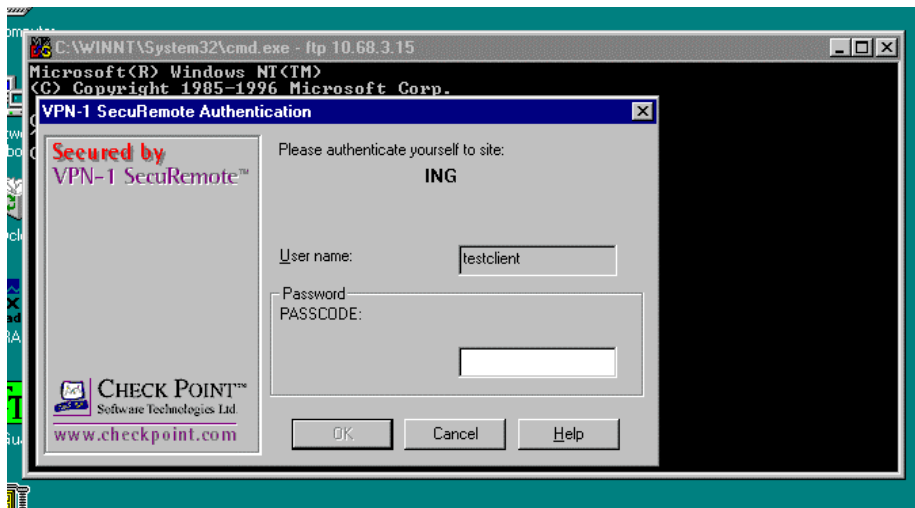 C:\WINNT\System32\cmd.exe - ftp 10.68.3.15
Microsoft(R) Windows NT(TM)
(C) Copyright 1985-1996 Microsoft Corp.
VPN-1 SecuRemote Authentication
Secured by
VPN-1 SecuRemote™
Please authenticate yourself to site:
ING
User name:
testclient
Password
PASSCODE:
CHECK POINT™
Software Technologies Ltd.
www.checkpoint.com
OK
Cancel
Help